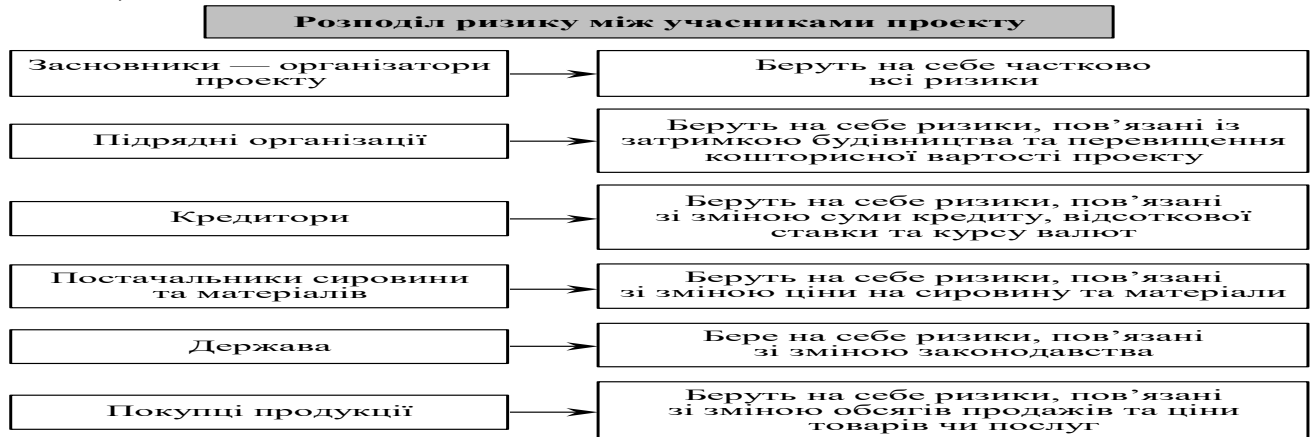 Розподіл ризику між учасниками проекту
Засновники — організатори
проекту
Беруть на себе частково
всі ризики
Підрядні організації
Беруть на себе ризики, пов’язані із
затримкою будівництва та перевищення
кошторисної вартості проекту
Кредитори
Беруть на себе ризики, пов’язані
зі зміною суми кредиту, відсоткової
ставки та курсу валют
Постачальники сировини
та матеріалів
Беруть на себе ризики, пов’язані
зі зміною ціни на сировину та матеріали
Держава
Бере на себе ризики, пов’язані
зі зміною законодавства
Покупці продукції
Беруть на себе ризики, пов’язані
зі зміною обсягів продажів та ціни
товарів чи послуг